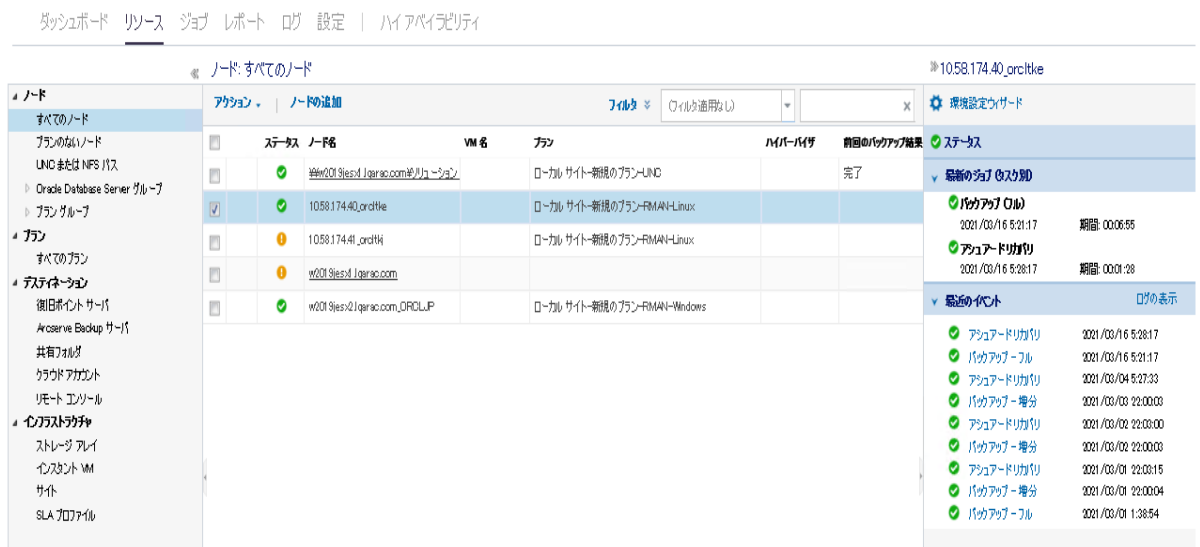 ダッシュボード リソース ジョブ レポート ログ 設定 | ハイ アベイラビリティ
ノード: すべてのノード
10.58.174.40_orcltke
ノード
すべてのノード
プランのないノード
UNC または NFS パス
Oracle Database Server グループ
プラン グループ
プラン
すべてのプラン
デスティネーション
復旧ポイント サーバ
Arcserve Backup サーバ
共有フォルダ
クラウド アカウント
リモート コンソール
インフラストラクチャ
ストレージ アレイ
インスタント VM
サイト
SLA プロファイル
アクション | ノードの追加 フィルタ (フィルタ適用なし) x
ステータス ノード名 VM 名 プラン ハイパーバイザ 前回のバックアップ結果
¥¥w2019jesx1.lqarac.com¥ソリューション ローカル サイト-新規のプラン-UNC 完了
10.58.174.40_orcltke ローカル サイト-新規のプラン-RMAN-Linux
10.58.174.41_orcltkj ローカル サイト-新規のプラン-RMAN-Linux
w2019jesx1.lqarac.com
w2019jesx2.lqarac.com_ORCLJP ローカル サイト-新規のプラン-RMAN-Windows
環境設定ウィザード
ステータス
最新のジョブ (タスク別)
バックアップ (フル)
2021/03/16 5:21:17 期間: 00:06:55
アシュアードリカバリ
2021/03/16 5:28:17 期間: 00:01:28
最近のイベント ログの表示
アシュアードリカバリ 2021/03/16 5:28:17
バックアップ - フル 2021/03/16 5:21:17
アシュアードリカバリ 2021/03/04 5:27:33
バックアップ - 増分 2021/03/03 22:00:03
アシュアードリカバリ 2021/03/02 22:03:00
バックアップ - 増分 2021/03/02 22:00:03
アシュアードリカバリ 2021/03/01 22:03:15
バックアップ - 増分 2021/03/01 22:00:04
バックアップ - フル 2021/03/01 1:38:54